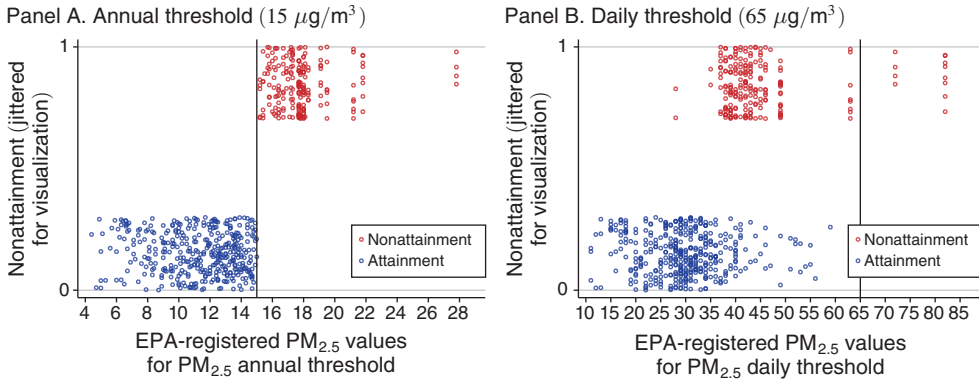 Panel A. Annual threshold (15 μg/m³)
1
0
Nonattainment (jittered
for visualization)
Nonattainment
Attainment
4 6 8 10 12 14 16 18 20 22 24 26 28
EPA-registered PM₂.₅ values
for PM₂.₅ annual threshold
Panel B. Daily threshold (65 μg/m³)
1
0
Nonattainment (jittered
for visualization)
Nonattainment
Attainment
10 15 20 25 30 35 40 45 50 55 60 65 70 75 80 85
EPA-registered PM₂.₅ values
for PM₂.₅ daily threshold